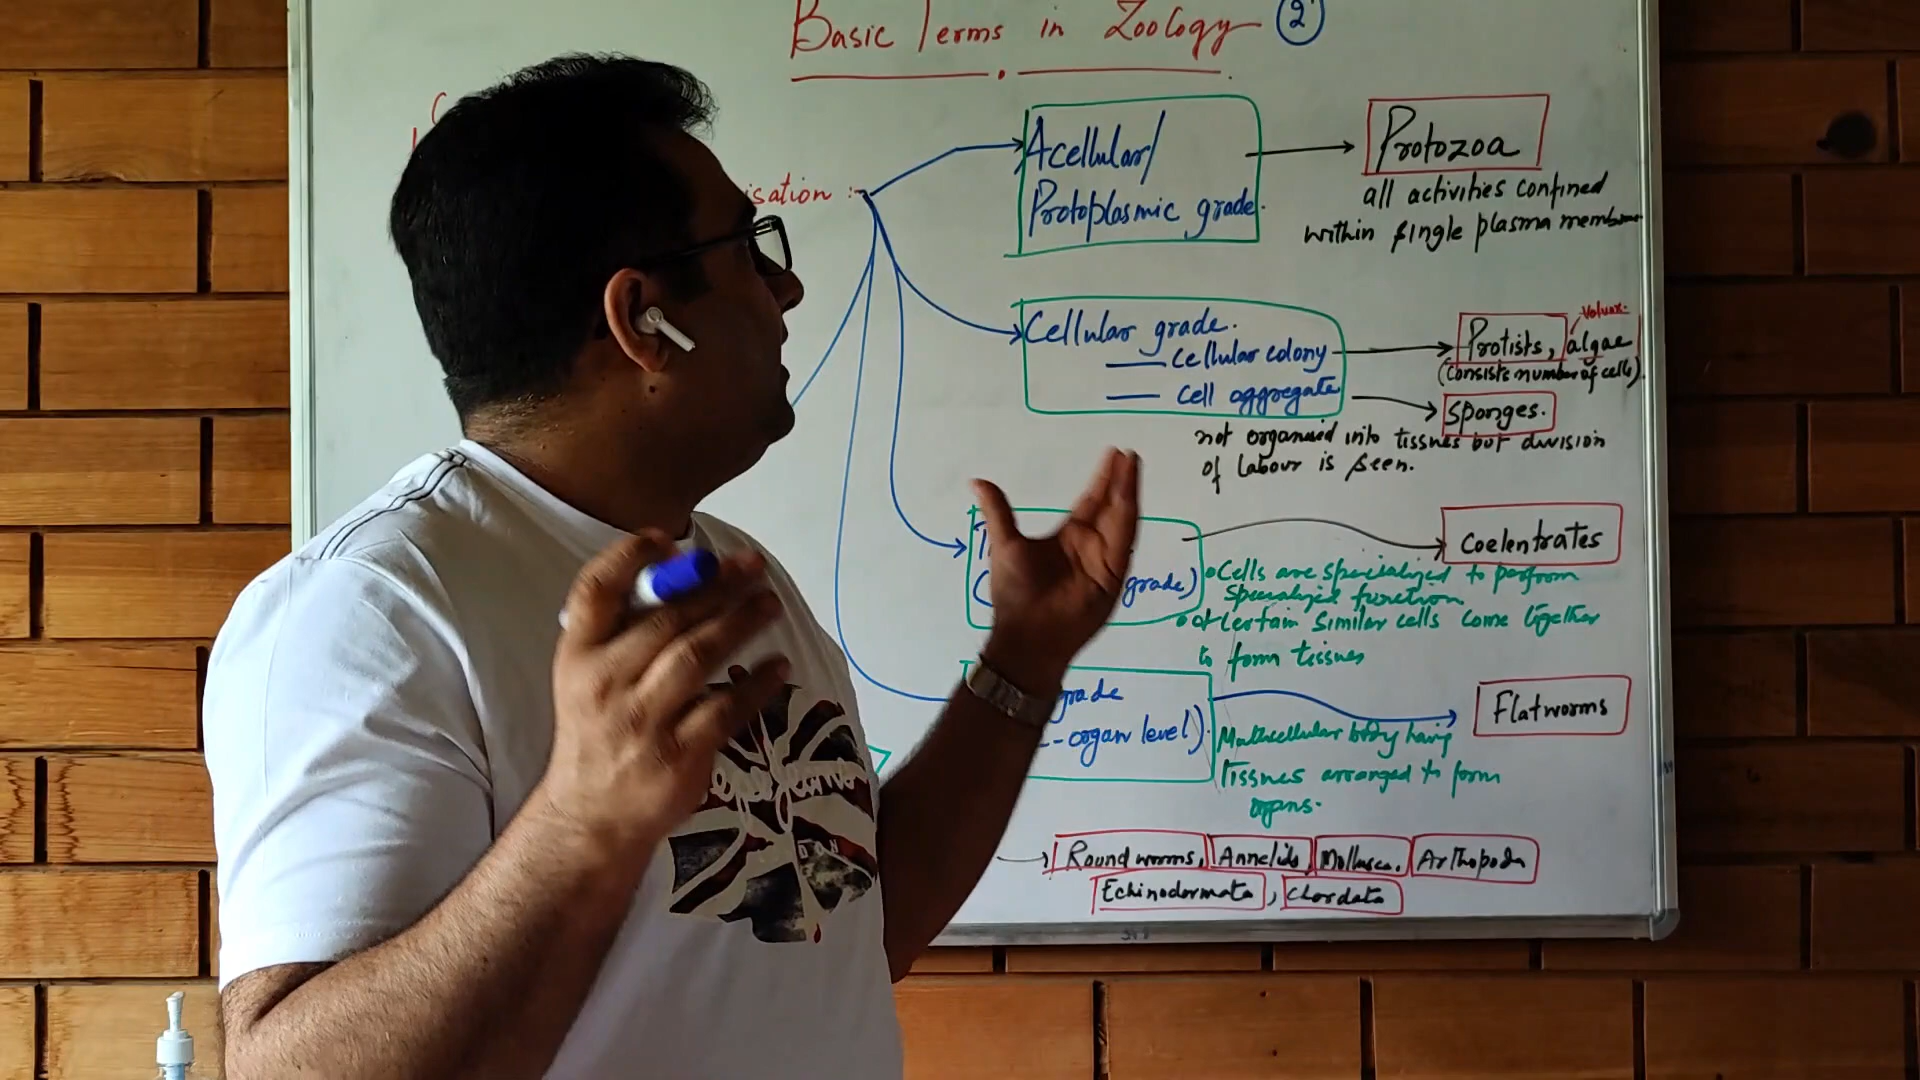 Basic Terms in Zoology 2
isation :-
Acellular/
Protoplasmic grade.
Protozoa
all activities confined
within single plasma membrane
Cellular grade.
— cellular colony
— cell aggregate
volvox.
Protists, algae
(consists number of cells).
Sponges.
not organised into tissues but division
of labour is seen.
grade)
Coelentrates
• Cells are specialized to perform
specialized function
• Certain similar cells come together
to form tissues
grade
organ level)
Flatworms
Multicellular body having
tissues arranged to form
organs.
Round worms, Annelids, Mollusca, Arthopoda
Echinodermata, Chordata
DON